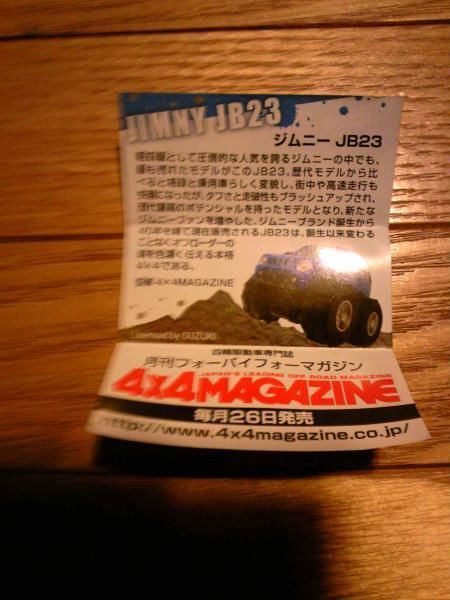 JIMNY JB23
ジムニー JB23
軽四駆として圧倒的な人気を誇るジムニーの中でも、
最も売れたモデルがこのJB23。歴代モデルから比
べると格段と乗用車らしく変貌し、街中や高速走行も
快適になったが、タフさと走破性もブラッシュアップされ、
現代最高のポテンシャルを持ったモデルとなり、新たな
ジムニーファンを増やした。ジムニーブランド誕生から
40年を経て現在販売されるJB23は、誕生以来変わる
ことなくオフローダーの
魂を色濃く伝える本格
4×4である。
4×4MAGAZINE
Licensed by SUZUKI
四輪駆動車専門誌
月刊フォーバイフォーマガジン
JAPAN'S LEADING OFF ROAD MAGAZINE
4x4MAGAZINE
毎月26日発売
http://www.4x4magazine.co.jp/